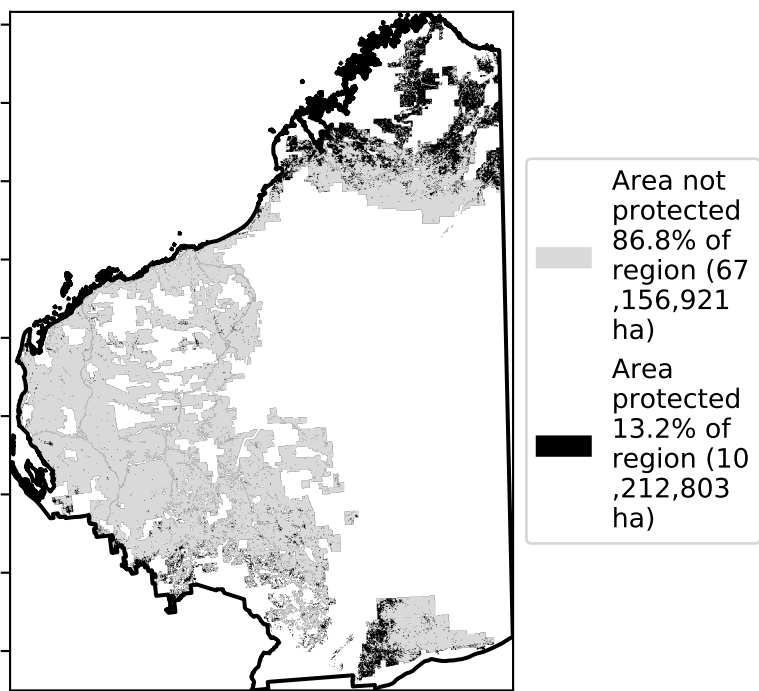 Area not
protected
86.8% of
region (67
,156,921
ha)
Area
protected
13.2% of
region (10
,212,803
ha)